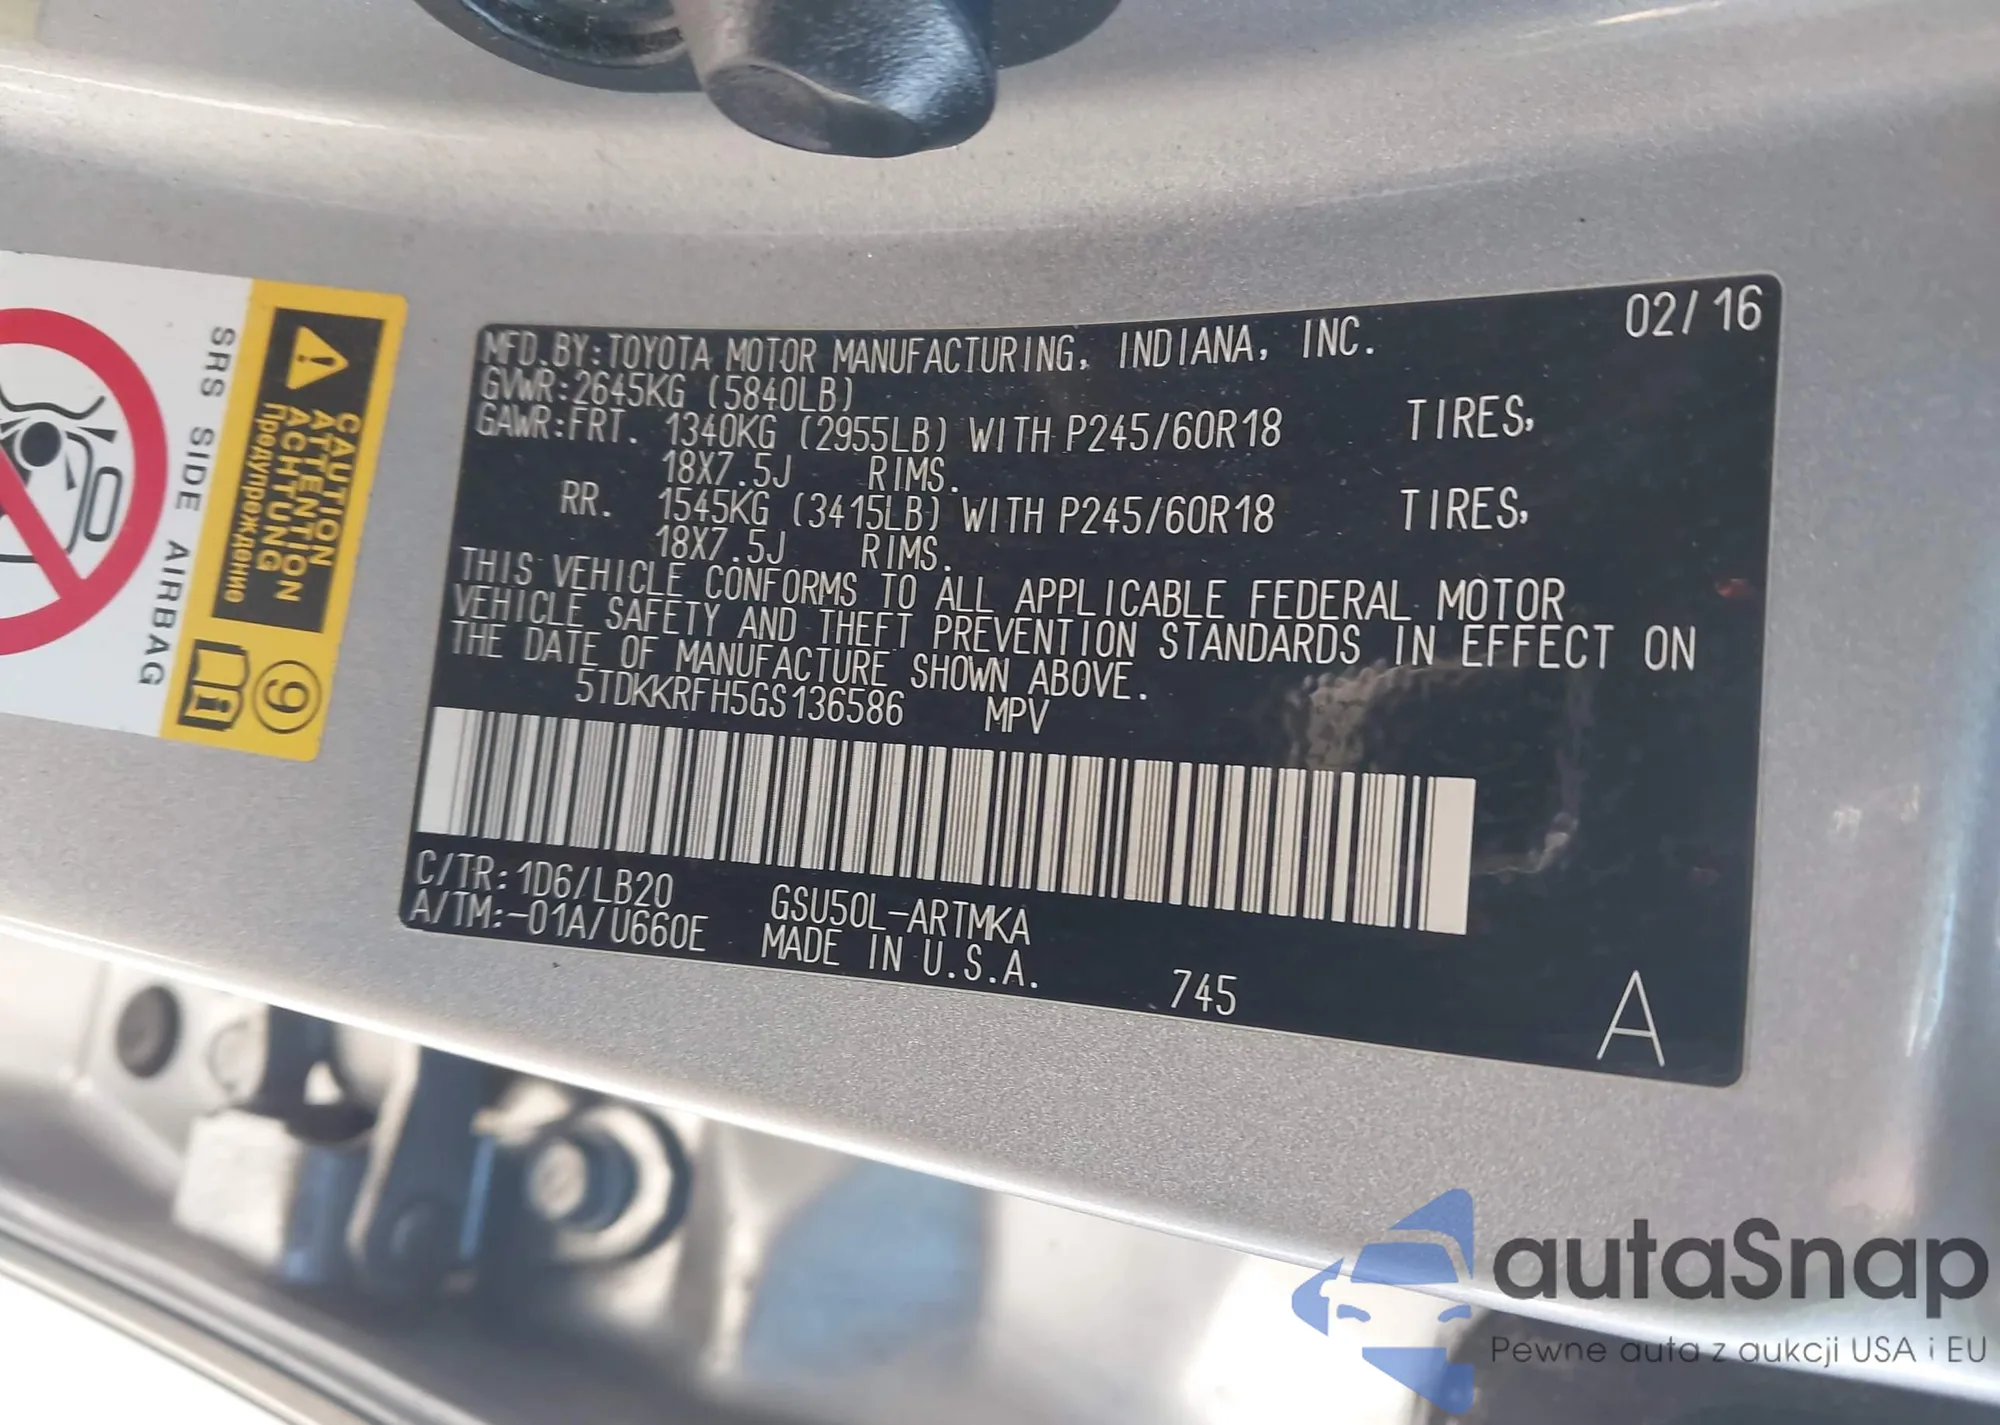 MFD.BY:TOYOTA MOTOR MANUFACTURING, INDIANA, INC. 02/16
GVWR:2645KG (5840LB)
GAWR:FRT. 1340KG (2955LB) WITH P245/60R18 TIRES,
18X7.5J RIMS.
RR. 1545KG (3415LB) WITH P245/60R18 TIRES,
18X7.5J RIMS.
THIS VEHICLE CONFORMS TO ALL APPLICABLE FEDERAL MOTOR
VEHICLE SAFETY AND THEFT PREVENTION STANDARDS IN EFFECT ON
THE DATE OF MANUFACTURE SHOWN ABOVE.
5TDKKRFH5GS136586 MPV
C/TR:1D6/LB20 GSU50L-ARTMKA
A/TM:-01A/U660E MADE IN U.S.A.
745
A
CAUTION
ATTENTION
ACHTUNG
Предупреждение
SRS SIDE AIRBAG
9
i
autaSnap
Pewne auta z aukcji USA i EU